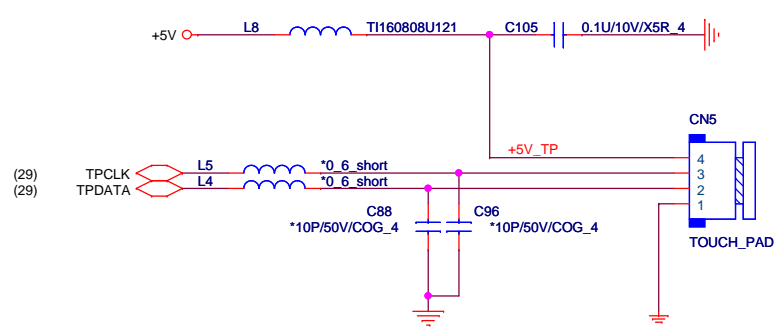 +5V L8 TI160808U121 C105 0.1U/10V/X5R_4
CN5
+5V_TP
4
(29) TPCLK L5 *0_6_short 3
(29) TPDATA L4 *0_6_short 2
1
C88 C96
*10P/50V/COG_4 *10P/50V/COG_4
TOUCH_PAD